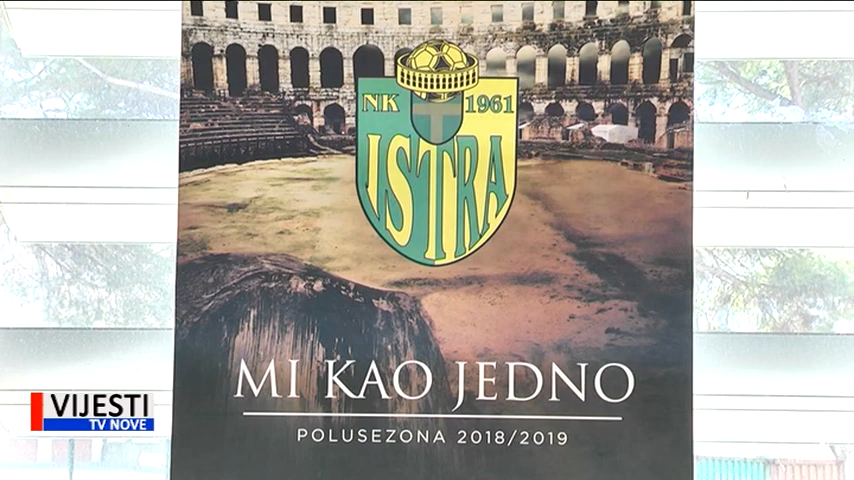 NK 1961
ISTRA
MI KAO JEDNO
POLUSEZONA 2018/2019
VIJESTI
TV NOVE